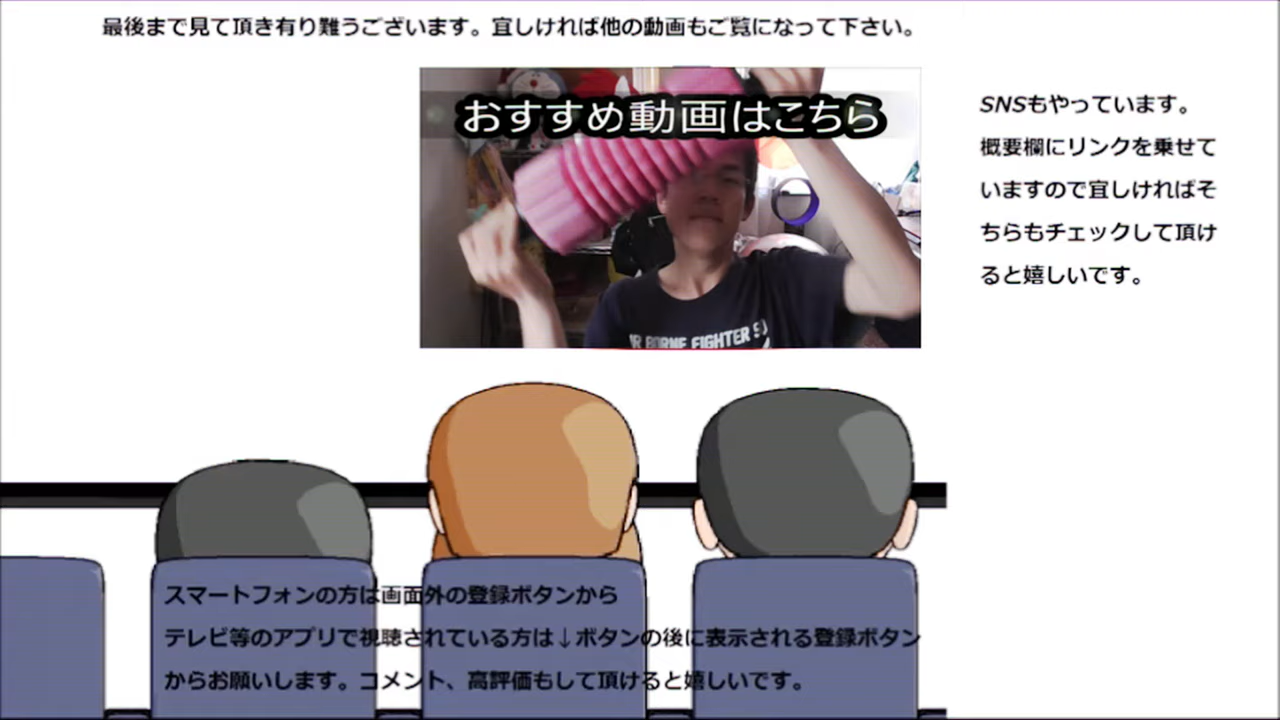 最後まで見て頂き有り難うございます。宜しければ他の動画もご覧になって下さい。
おすすめ動画はこちら
SNSもやっています。
概要欄にリンクを乗せて
いますので宜しければそ
ちらもチェックして頂け
ると嬉しいです。
BORNE FIGHTER
スマートフォンの方は画面外の登録ボタンから
テレビ等のアプリで視聴されている方は↓ボタンの後に表示される登録ボタン
からお願いします。コメント、高評価もして頂けると嬉しいです。